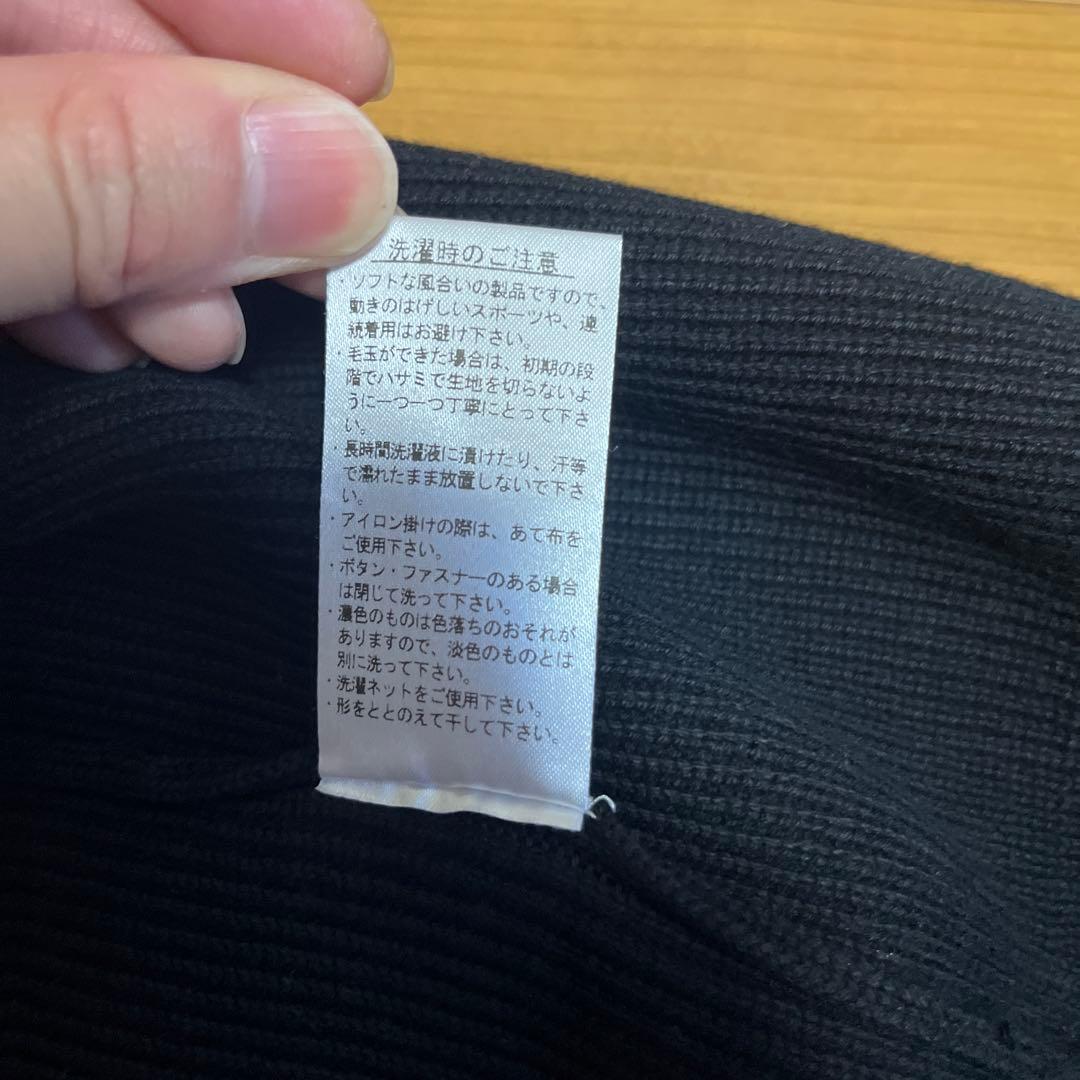 洗濯時のご注意
・ソフトな風合いの製品ですので、
動きのはげしいスポーツや、連
続着用はお避け下さい。
・毛玉ができた場合は、初期の段
階でハサミで生地を切らないよ
うに一つ一つ丁寧にとって下さ
い。
・長時間洗濯液に漬けたり、汗等
で濡れたまま放置しないで下さ
い。
・アイロン掛けの際は、あて布を
ご使用下さい。
・ボタン・ファスナーのある場合
は閉じて洗って下さい。
・濃色のものは色落ちのおそれが
ありますので、淡色のものとは
別に洗って下さい。
・洗濯ネットをご使用下さい。
・形をととのえて干して下さい。